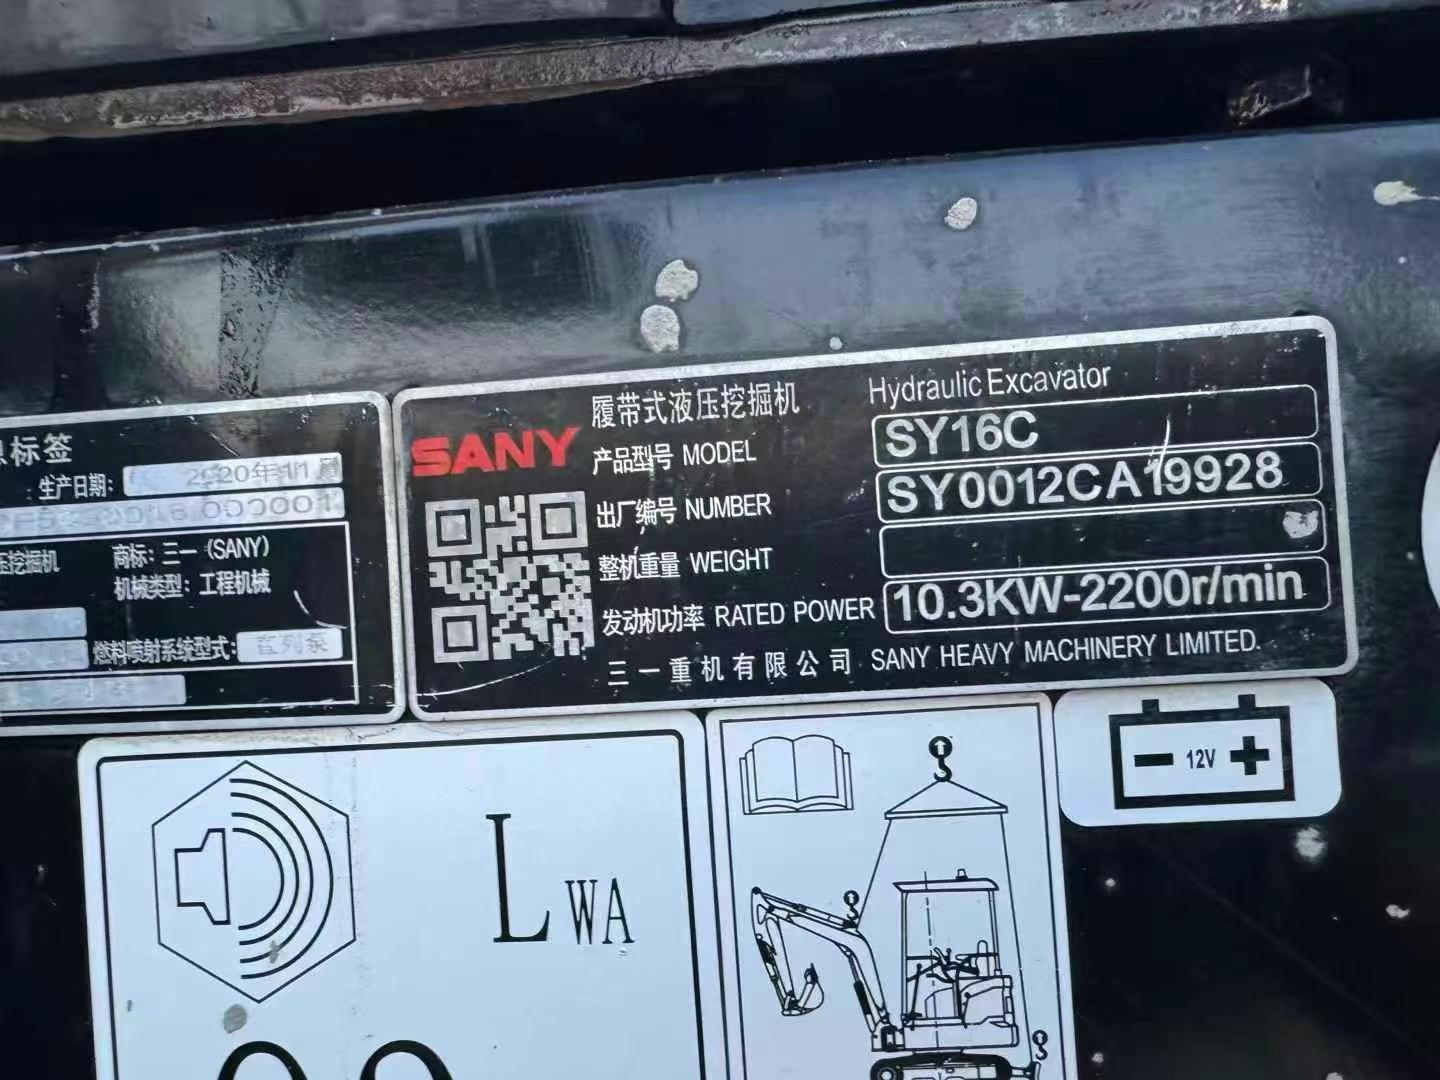 息标签
生产日期: 2020年11月
压挖掘机 商标: 三一 (SANY)
机械类型: 工程机械
燃料喷射系统型式: 直列泵
SANY
履带式液压挖掘机 Hydraulic Excavator
产品型号 MODEL SY16C
出厂编号 NUMBER SY0012CA19928
整机重量 WEIGHT
发动机功率 RATED POWER 10.3KW-2200r/min
三一重机有限公司 SANY HEAVY MACHINERY LIMITED.
- 12V +
LWA